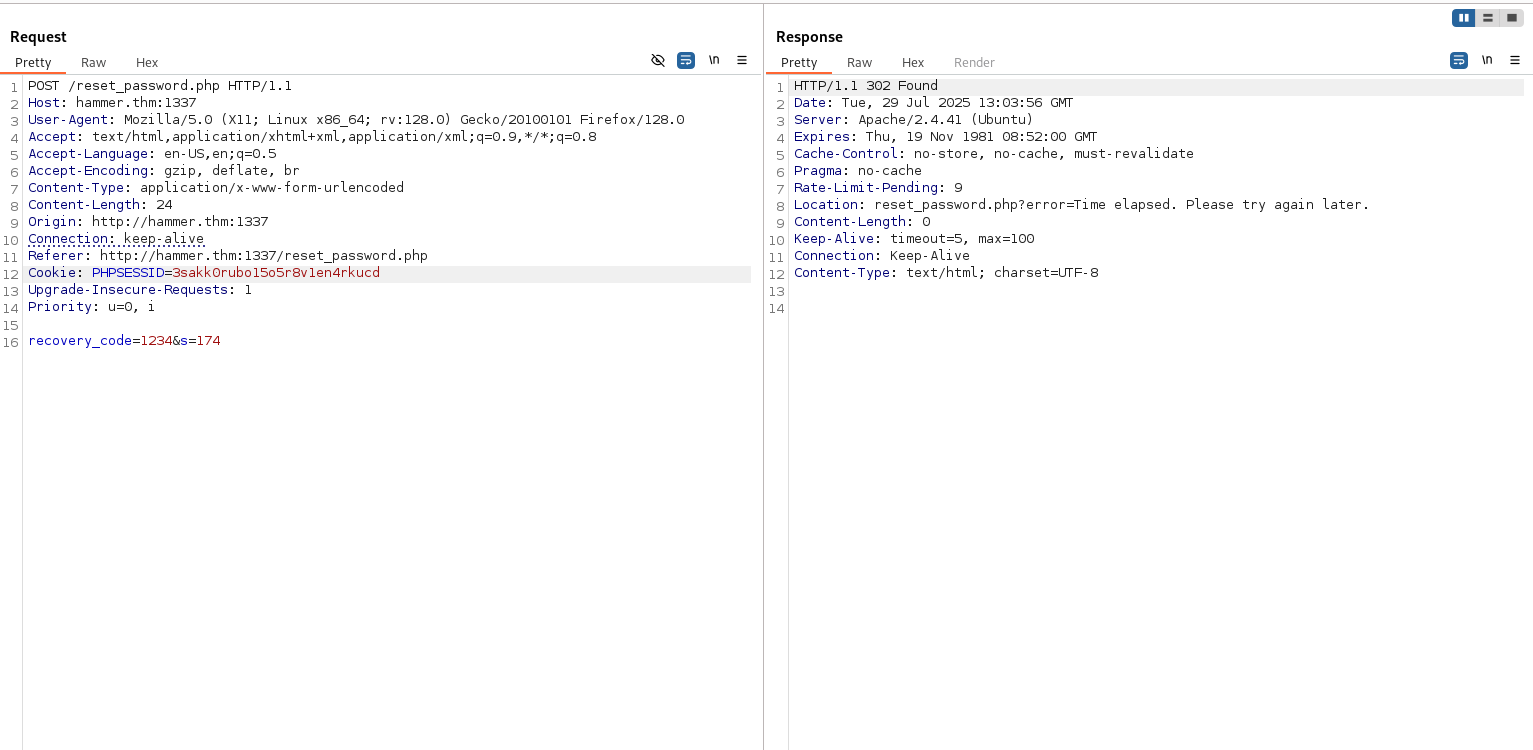 Request
Pretty Raw Hex
\n
1 POST /reset_password.php HTTP/1.1
2 Host: hammer.thm:1337
3 User-Agent: Mozilla/5.0 (X11; Linux x86_64; rv:128.0) Gecko/20100101 Firefox/128.0
4 Accept: text/html,application/xhtml+xml,application/xml;q=0.9,*/*;q=0.8
5 Accept-Language: en-US,en;q=0.5
6 Accept-Encoding: gzip, deflate, br
7 Content-Type: application/x-www-form-urlencoded
8 Content-Length: 24
9 Origin: http://hammer.thm:1337
10 Connection: keep-alive
11 Referer: http://hammer.thm:1337/reset_password.php
12 Cookie: PHPSESSID=3sakk0rubo15o5r8v1en4rkucd
13 Upgrade-Insecure-Requests: 1
14 Priority: u=0, i
15
16 recovery_code=1234&s=174
Response
Pretty Raw Hex Render
\n
1 HTTP/1.1 302 Found
2 Date: Tue, 29 Jul 2025 13:03:56 GMT
3 Server: Apache/2.4.41 (Ubuntu)
4 Expires: Thu, 19 Nov 1981 08:52:00 GMT
5 Cache-Control: no-store, no-cache, must-revalidate
6 Pragma: no-cache
7 Rate-Limit-Pending: 9
8 Location: reset_password.php?error=Time elapsed. Please try again later.
9 Content-Length: 0
10 Keep-Alive: timeout=5, max=100
11 Connection: Keep-Alive
12 Content-Type: text/html; charset=UTF-8
13
14